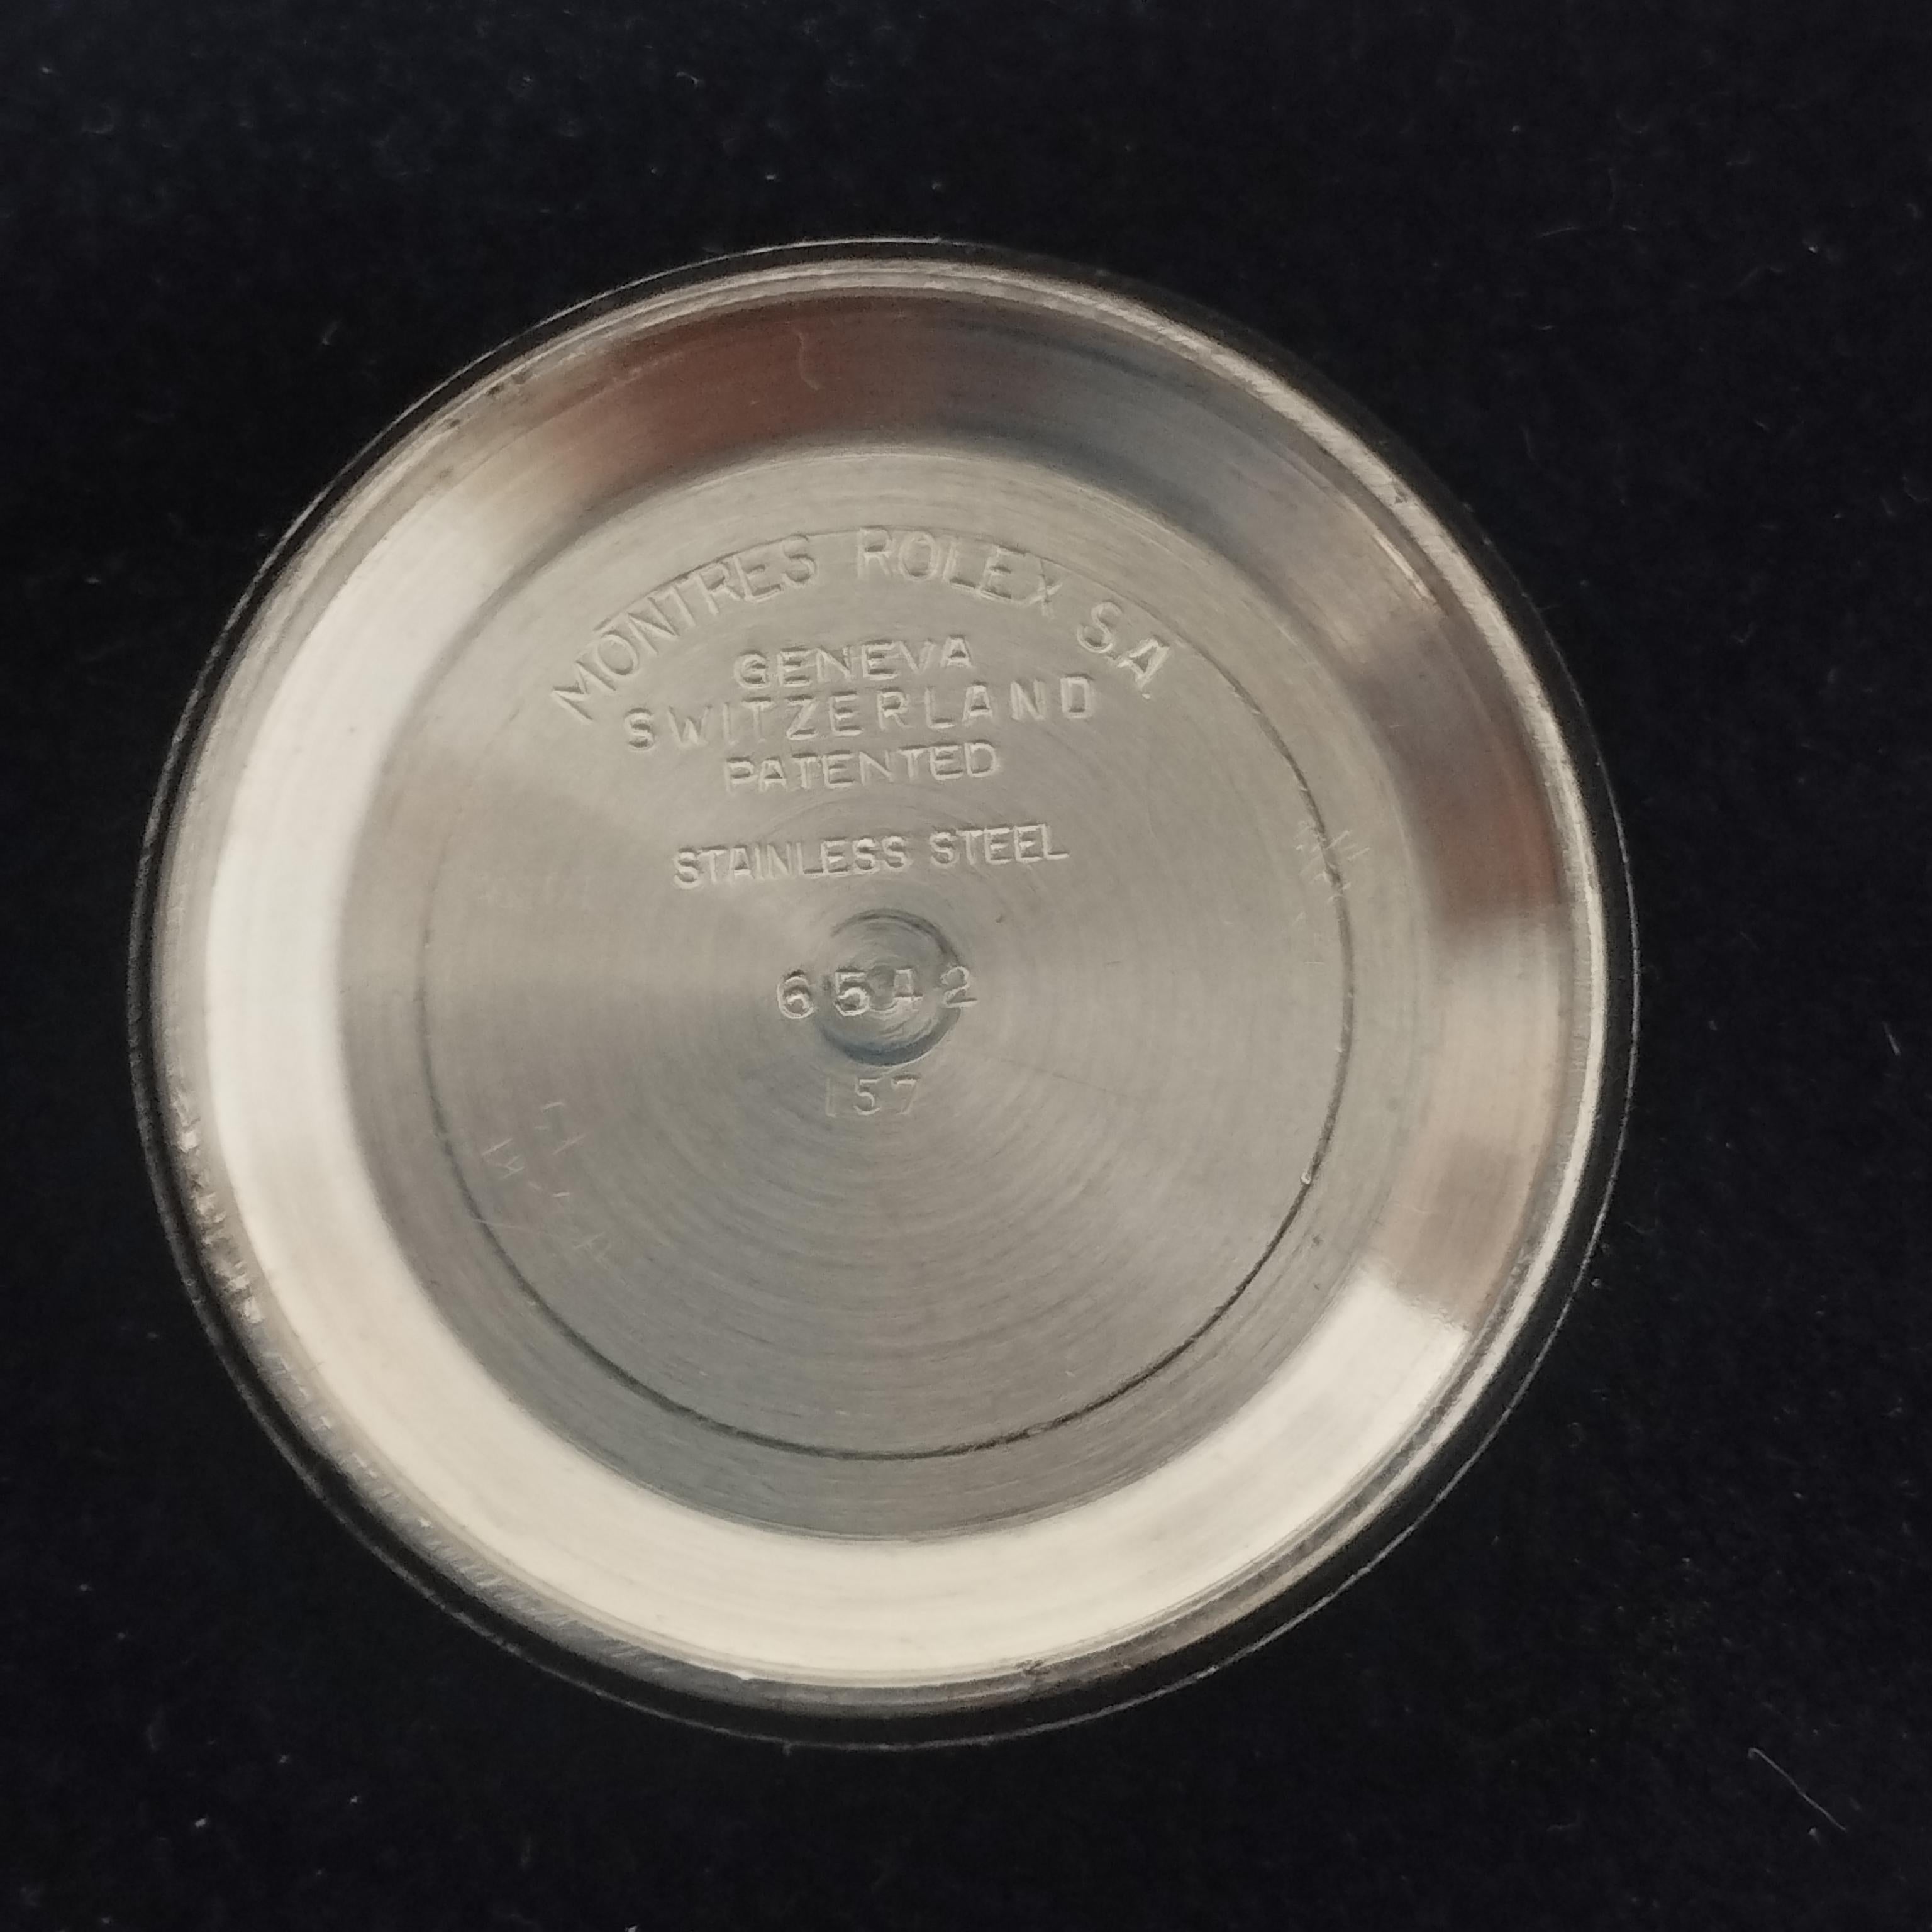 MONTRES ROLEX S.A.
GENEVA
SWITZERLAND
PATENTED
STAINLESS STEEL
6542
157